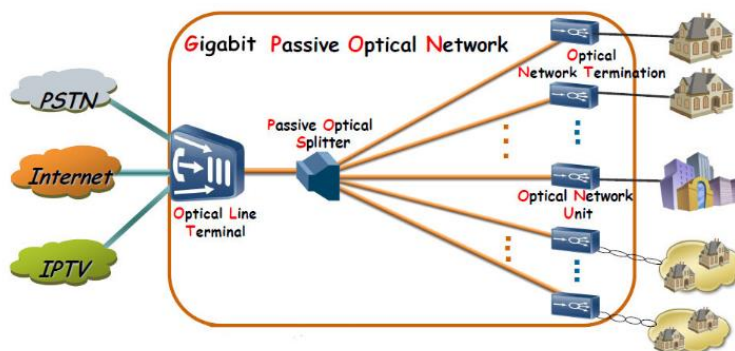 Gigabit Passive Optical Network
PSTN
Internet
IPTV
Optical Line
Terminal
Passive Optical
Splitter
Optical
Network Termination
Optical Network
Unit